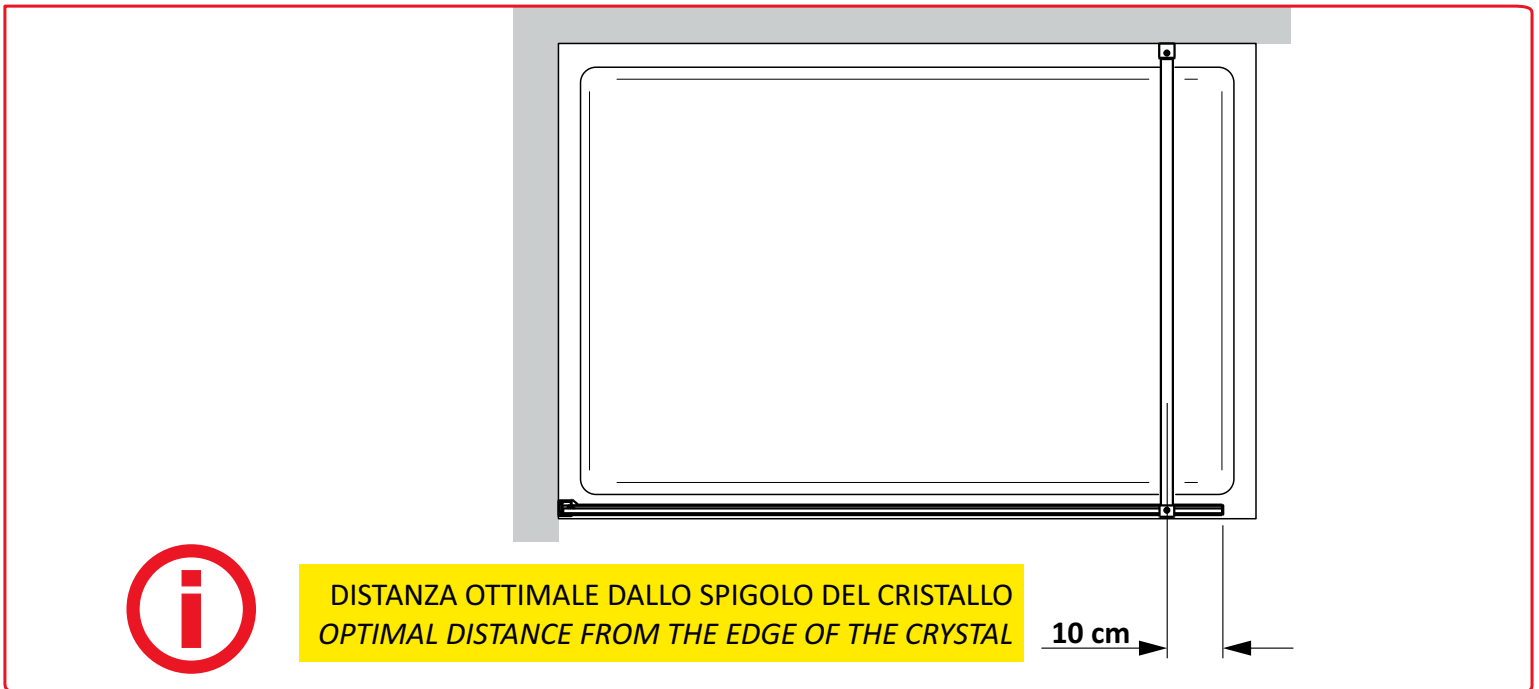 DISTANZA OTTIMALE DALLO SPIGOLO DEL CRISTALLO
OPTIMAL DISTANCE FROM THE EDGE OF THE CRYSTAL
10 cm